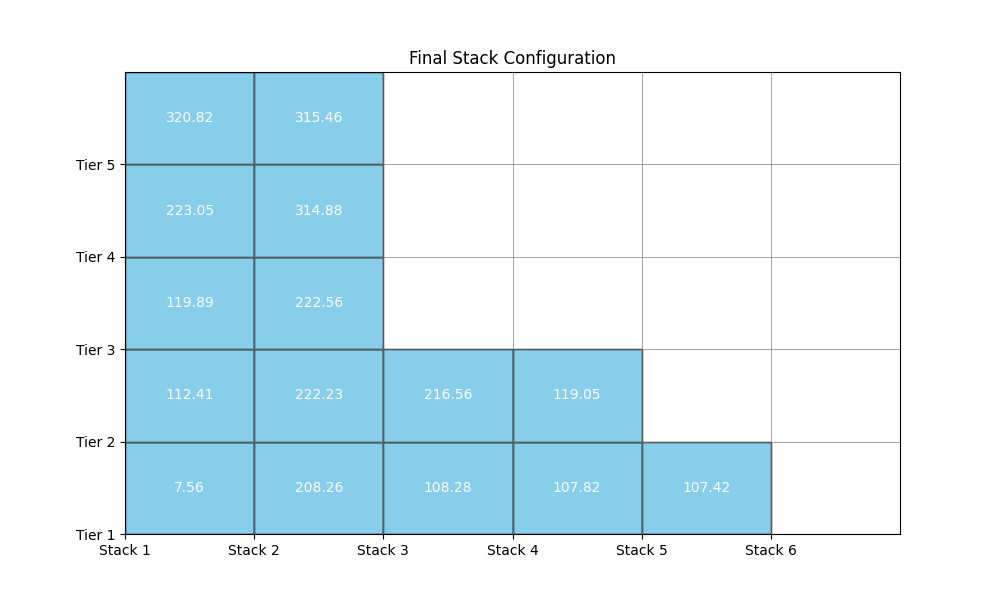 Final Stack Configuration
320.82 315.46
Tier 5
223.05 314.88
Tier 4
119.89 222.56
Tier 3
112.41 222.23 216.56 119.05
Tier 2
7.56 208.26 108.28 107.82 107.42
Tier 1
Stack 1 Stack 2 Stack 3 Stack 4 Stack 5 Stack 6